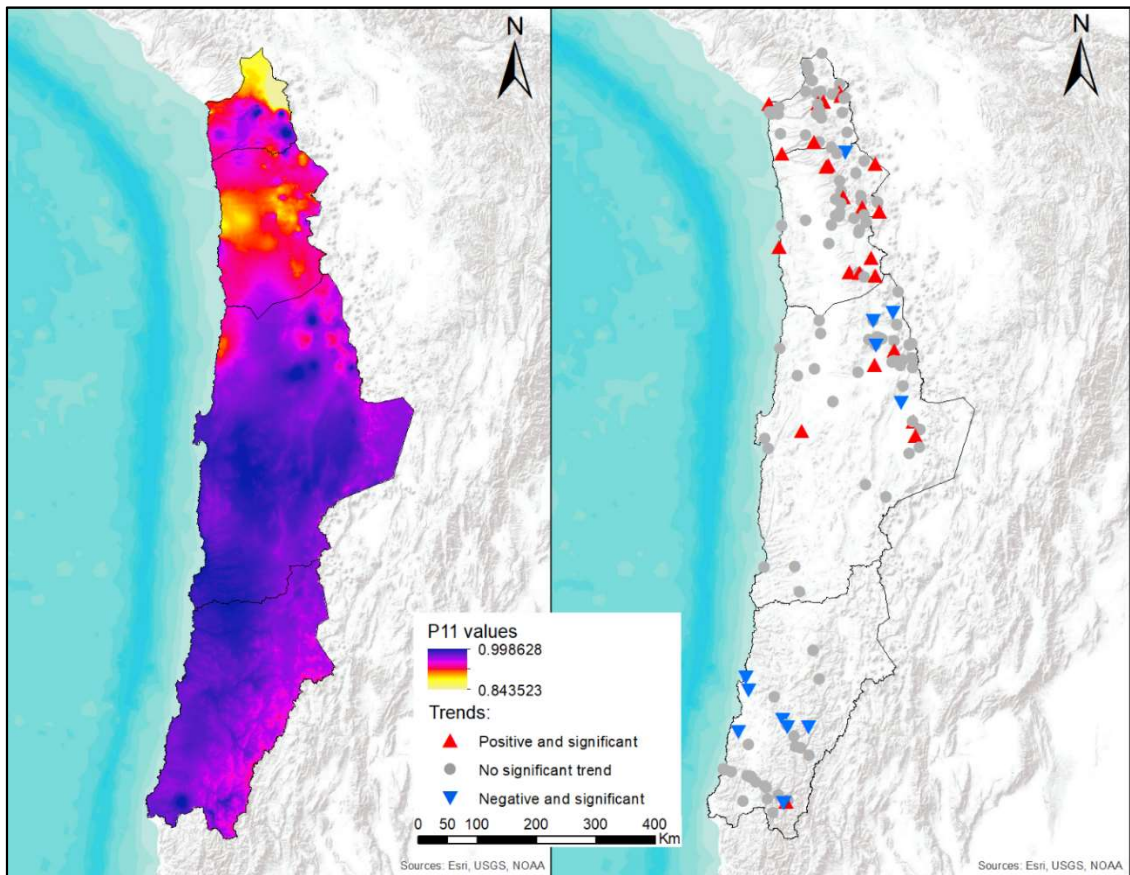 N
N
P11 values
0.998628
0.843523
Trends:
Positive and significant
No significant trend
Negative and significant
0 50 100 200 300 400
Km
Sources: Esri, USGS, NOAA
Sources: Esri, USGS, NOAA